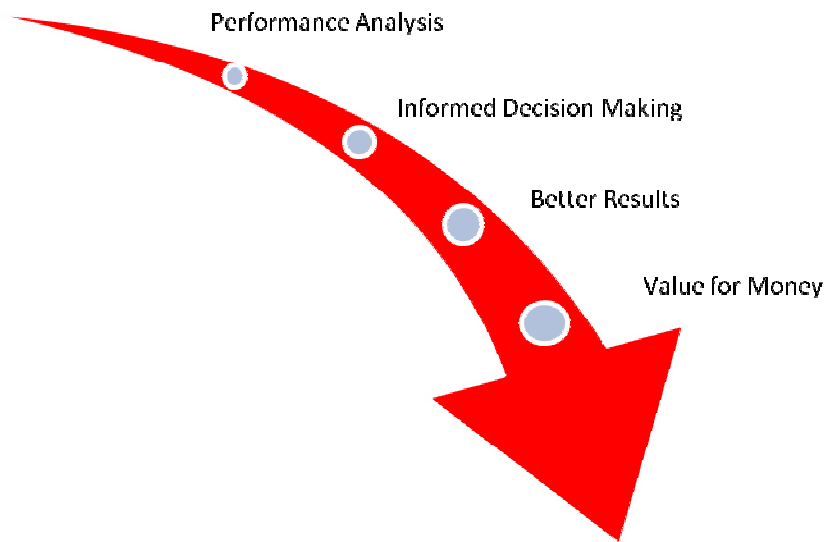 Performance Analysis
Informed Decision Making
Better Results
Value for Money